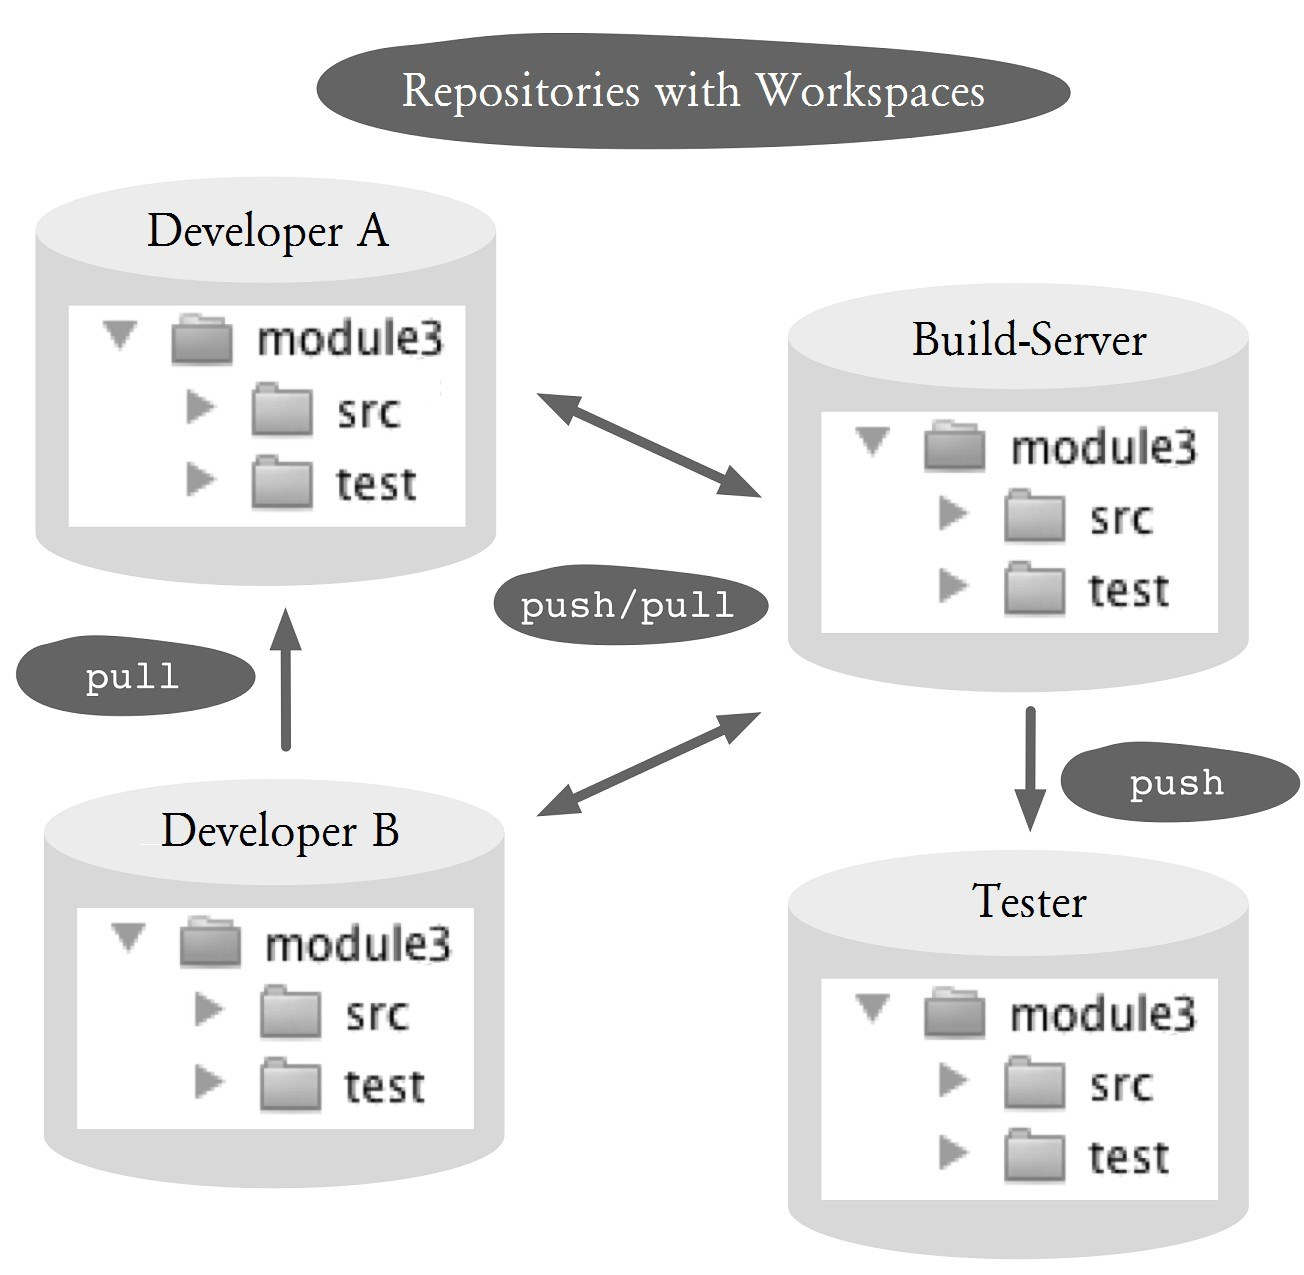 Repositories with Workspaces
Developer A
module3
src
test
Build-Server
module3
src
test
push/pull
pull
push
Developer B
module3
src
test
Tester
module3
src
test